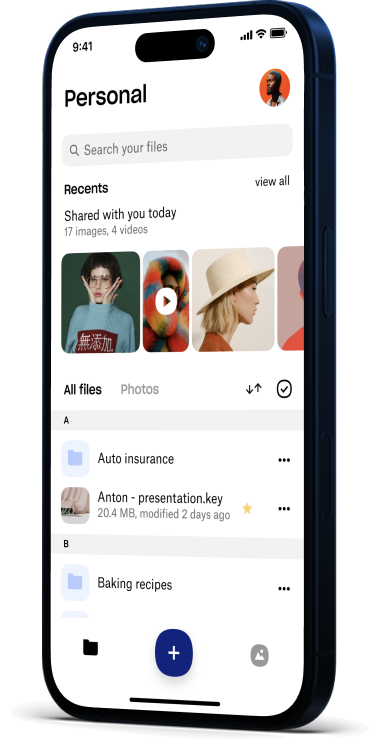 9:41
Personal
Search your files
Recents
view all
Shared with you today
17 images, 4 videos
無添加
All files
Photos
A
Auto insurance
•••
Anton - presentation.key
20.4 MB, modified 2 days ago
•••
B
Baking recipes
•••